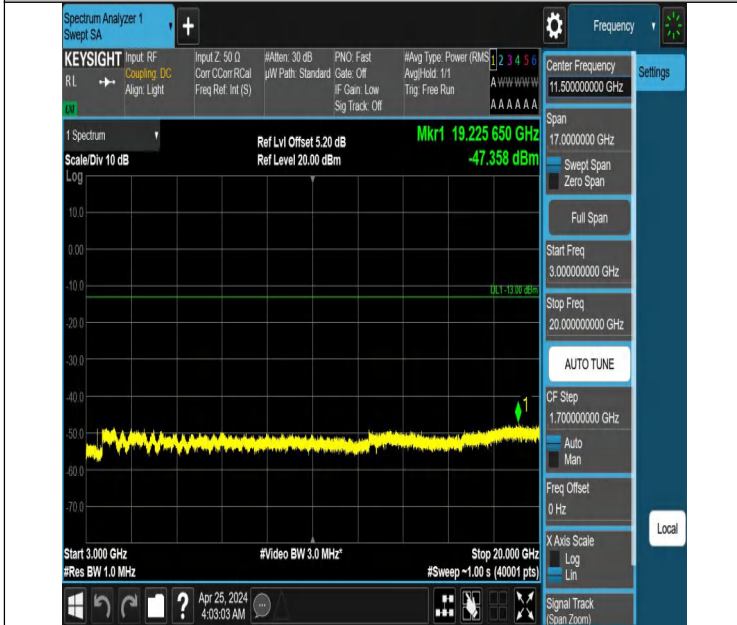 Spectrum Analyzer 1
Swept SA
+
Frequency
KEYSIGHT
RL
Input: RF
Coupling: DC
Align: Light
Input Z: 50 Ω
Corr CCorr RCal
Freq Ref: Int (S)
#Atten: 30 dB
µW Path: Standard
PNO: Fast
Gate: Off
IF Gain: Low
Sig Track: Off
#Avg Type: Power (RMS
Avg|Hold: 1/1
Trig: Free Run
1 2 3 4 5 6
A W W W W W
A A A A A A
1 Spectrum
Scale/Div 10 dB
Log
Ref Lvl Offset 5.20 dB
Ref Level 20.00 dBm
Mkr1 19.225 650 GHz
-47.358 dBm
10.0
0.00
-10.0
DL1 -13.00 dBm
-20.0
-30.0
-40.0
1
-50.0
-60.0
-70.0
Start 3.000 GHz
#Res BW 1.0 MHz
#Video BW 3.0 MHz*
Stop 20.000 GHz
#Sweep ~1.00 s (40001 pts)
?
Apr 25, 2024
4:03:03 AM
Center Frequency
11.500000000 GHz
Settings
Span
17.0000000 GHz
Swept Span
Zero Span
Full Span
Start Freq
3.000000000 GHz
Stop Freq
20.000000000 GHz
AUTO TUNE
CF Step
1.700000000 GHz
Auto
Man
Freq Offset
0 Hz
X Axis Scale
Log
Lin
Local
Signal Track
(Span Zoom)